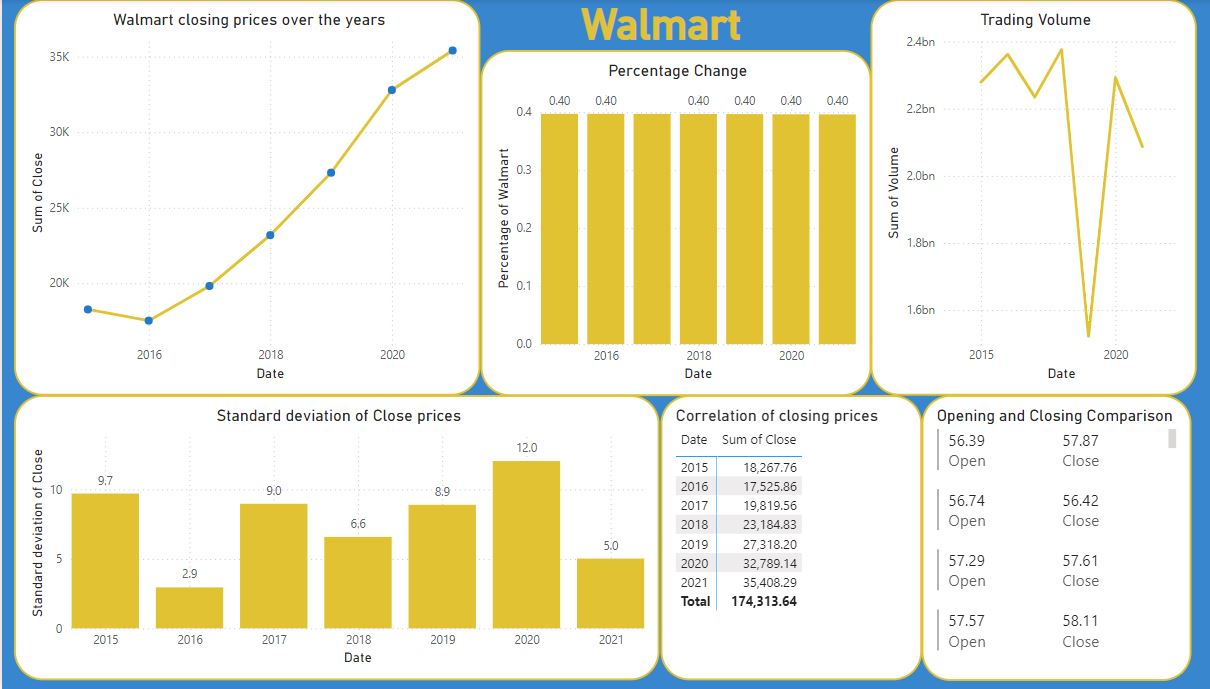 Walmart
Walmart closing prices over the years
35K
30K
25K
20K
Sum of Close
2016 2018 2020
Date
Percentage Change
0.40 0.40 0.40 0.40 0.40 0.40
0.4
0.3
0.2
0.1
0.0
Percentage of Walmart
2016 2018 2020
Date
Trading Volume
2.4bn
2.2bn
2.0bn
1.8bn
1.6bn
Sum of Volume
2015 2020
Date
Standard deviation of Close prices
10
5
0
Standard deviation of Close
9.7 2.9 9.0 6.6 8.9 12.0 5.0
2015 2016 2017 2018 2019 2020 2021
Date
Correlation of closing prices
Date Sum of Close
2015 18,267.76
2016 17,525.86
2017 19,819.56
2018 23,184.83
2019 27,318.20
2020 32,789.14
2021 35,408.29
Total 174,313.64
Opening and Closing Comparison
56.39 57.87
Open Close
56.74 56.42
Open Close
57.29 57.61
Open Close
57.57 58.11
Open Close